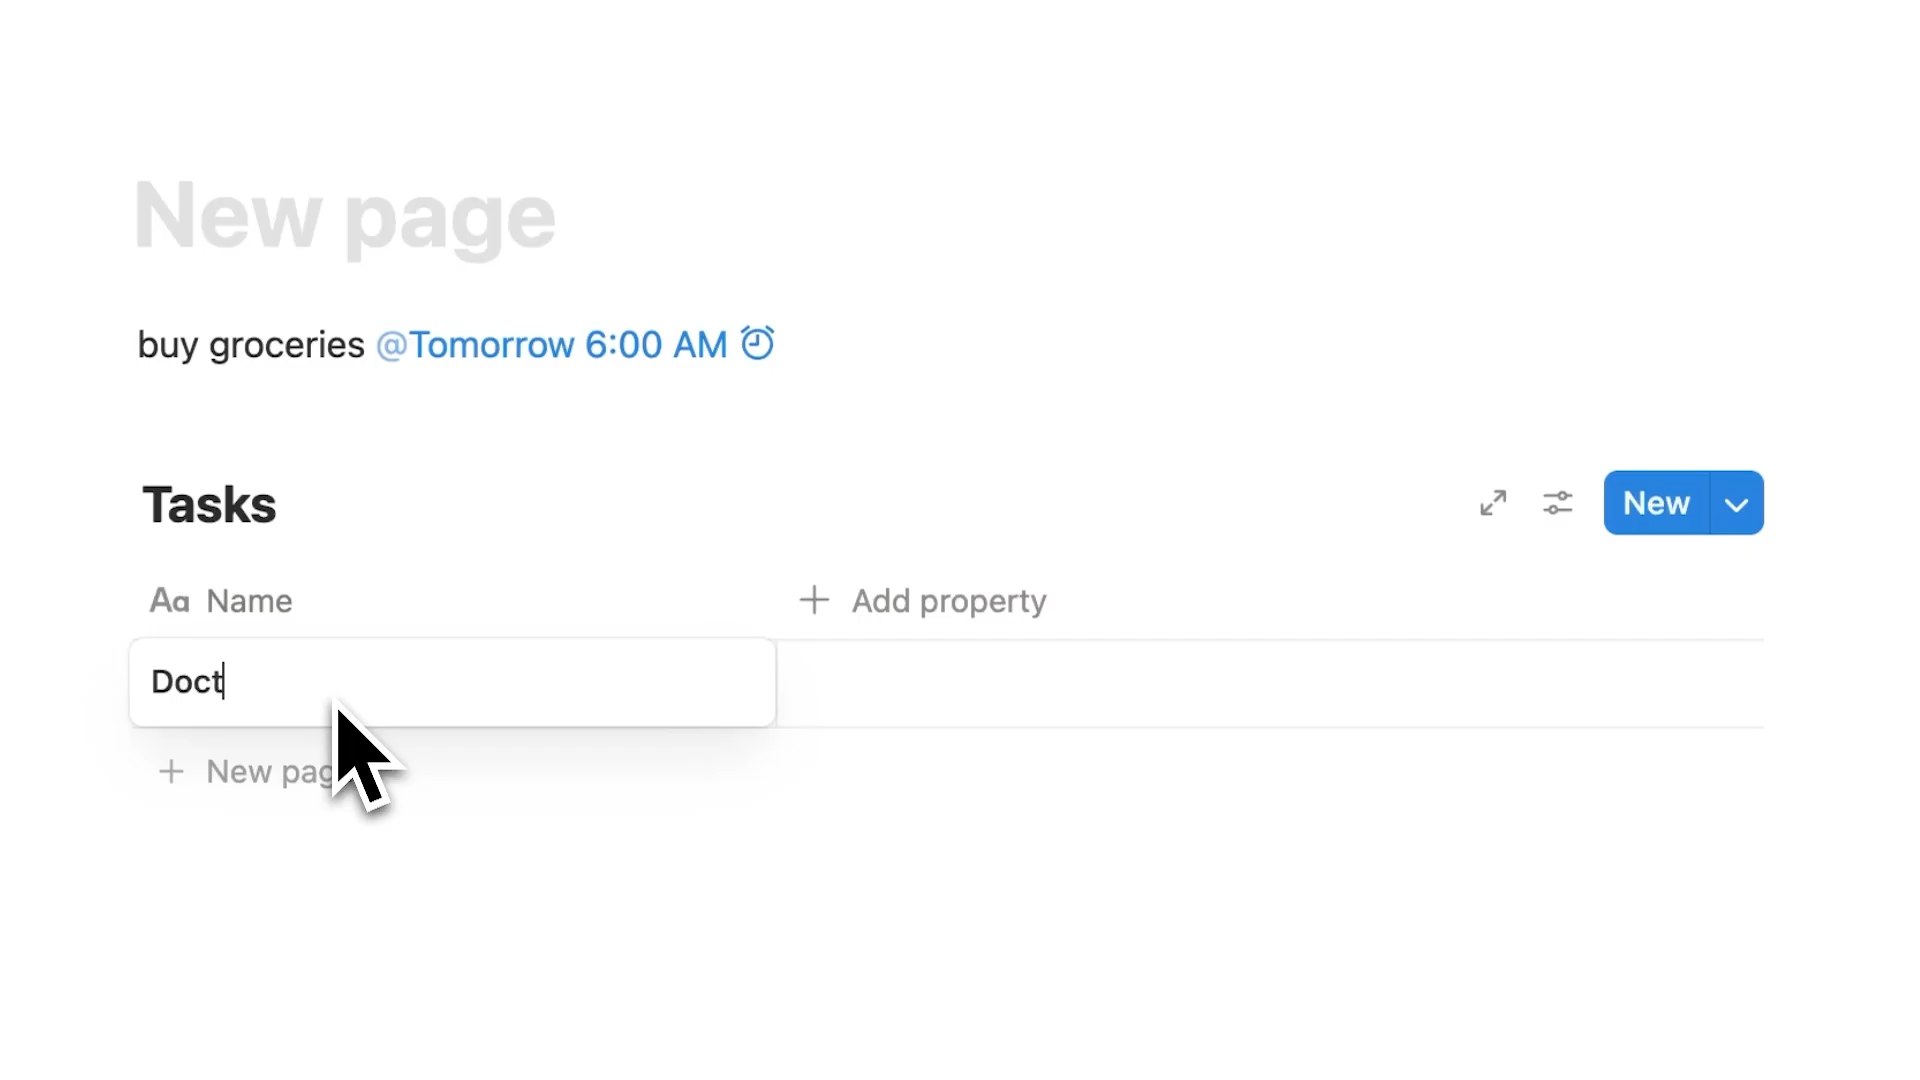 New page
buy groceries @Tomorrow 6:00 AM
Tasks
New
Aa Name
+ Add property
Doct
+ New pag